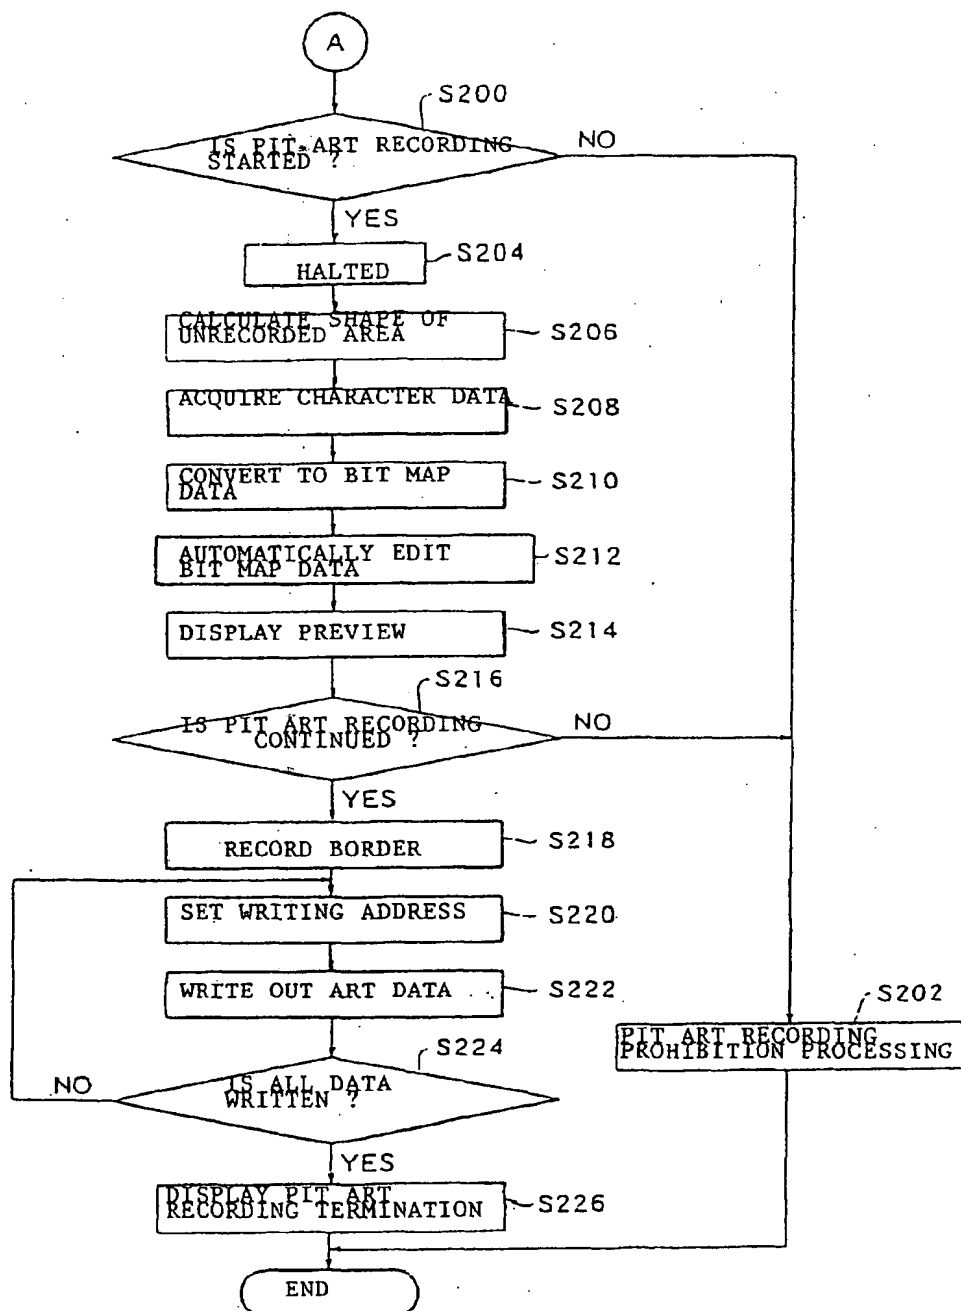 A
S200
IS PIT ART RECORDING
STARTED ?
NO
YES
S204
HALTED
CALCULATE SHAPE OF
UNRECORDED AREA
S206
ACQUIRE CHARACTER DATA
S208
CONVERT TO BIT MAP
DATA
S210
AUTOMATICALLY EDIT
BIT MAP DATA
S212
DISPLAY PREVIEW
S214
S216
IS PIT ART RECORDING
CONTINUED ?
NO
YES
RECORD BORDER
S218
SET WRITING ADDRESS
S220
WRITE OUT ART DATA
S222
S202
PIT ART RECORDING
PROHIBITION PROCESSING
S224
IS ALL DATA
WRITTEN ?
NO
YES
DISPLAY PIT ART
RECORDING TERMINATION
S226
END